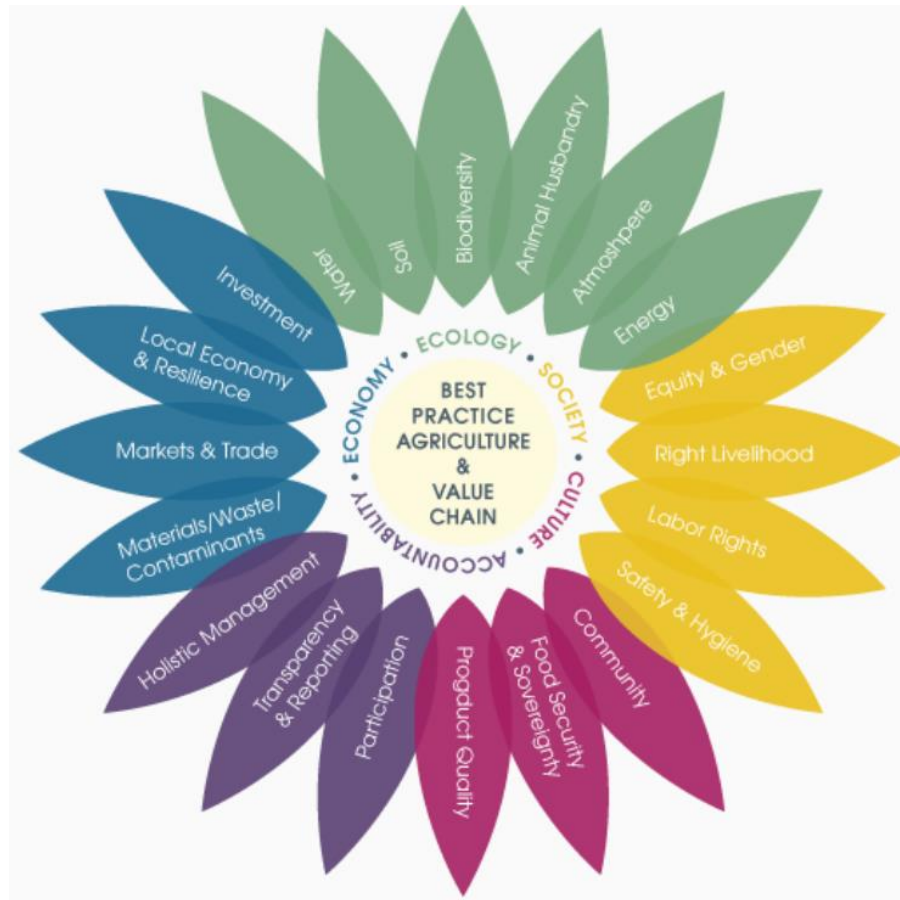 Water
Soil
Biodiversity
Animal Husbandry
Atmoshpere
Energy
Equity & Gender
Right Livelihood
Labor Rights
Safety & Hygiene
Community
Food Security
& Sovereignty
Progduct Quality
Participation
Transparency
& Reporting
Holistic Management
Materials/Waste/
Contaminants
Markets & Trade
Local Economy
& Resilience
Investment
ECOLOGY • SOCIETY • CULTURE • ACCOUNTABILITY • ECONOMY •
BEST
PRACTICE
AGRICULTURE
&
VALUE
CHAIN